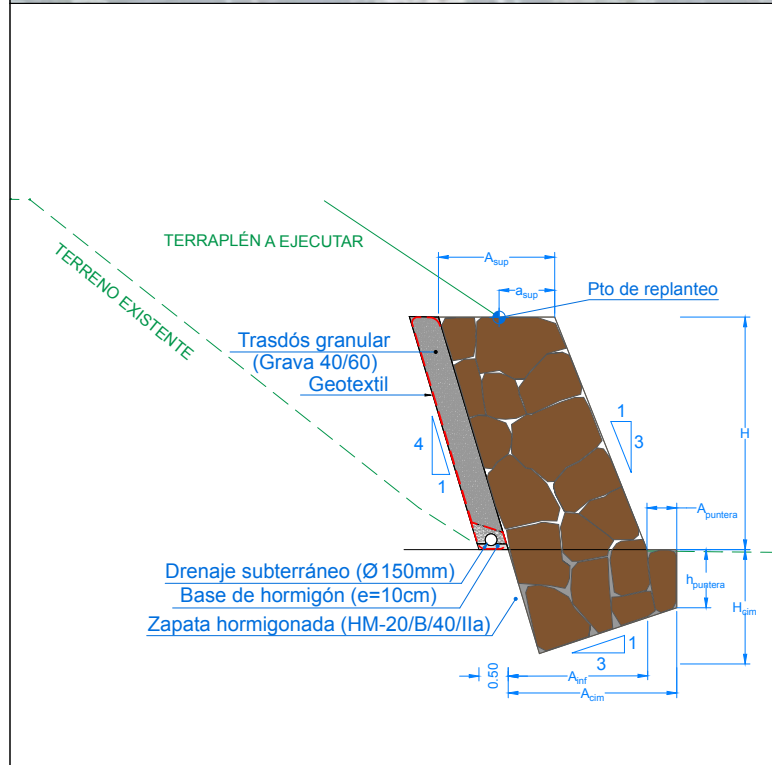 TERRAPLÉN A EJECUTAR
TERRENO EXISTENTE
Asup
asup
Pto de replanteo
Trasdós granular
(Grava 40/60)
Geotextil
4
1
1
3
H
Apuntera
hpuntera
Hcim
Drenaje subterráneo (Ø150mm)
Base de hormigón (e=10cm)
Zapata hormigonada (HM-20/B/40/IIa)
1
3
0.50
Ainf
Acim